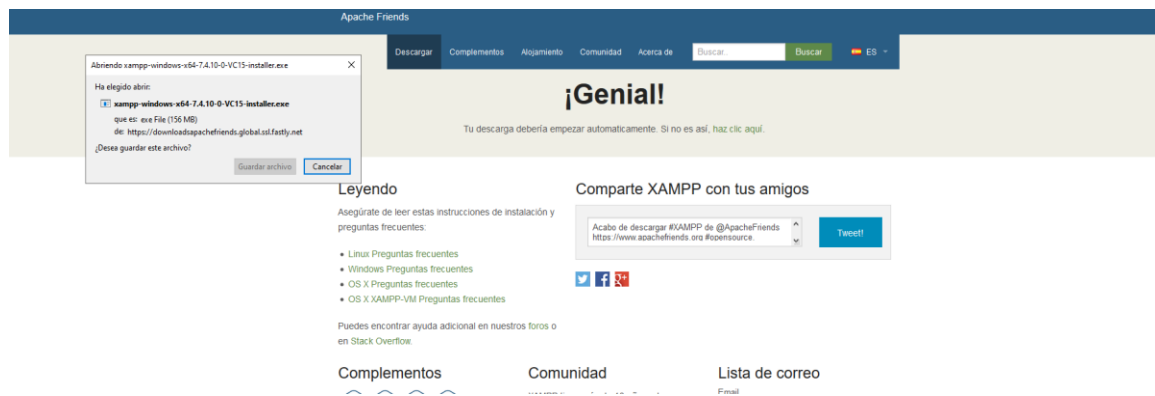 Apache Friends
Descargar Complementos Alojamiento Comunidad Acerca de Buscar... Buscar ES
Abriendo xampp-windows-x64-7.4.10-0-VC15-installer.exe
Ha elegido abrir:
xampp-windows-x64-7.4.10-0-VC15-installer.exe
que es: exe File (156 MB)
de: https://downloadsapachefriends.global.ssl.fastly.net
¿Desea guardar este archivo?
Guardar archivo Cancelar
¡Genial!
Tu descarga debería empezar automaticamente. Si no es así, haz clic aquí.
Leyendo
Asegúrate de leer estas instrucciones de instalación y
preguntas frecuentes:
Linux Preguntas frecuentes
Windows Preguntas frecuentes
OS X Preguntas frecuentes
OS X XAMPP-VM Preguntas frecuentes
Puedes encontrar ayuda adicional en nuestros foros o
en Stack Overflow.
Comparte XAMPP con tus amigos
Acabo de descargar #XAMPP de @ApacheFriends
https://www.apachefriends.org #opensource.
Tweet!
Complementos
Comunidad
Lista de correo
Email